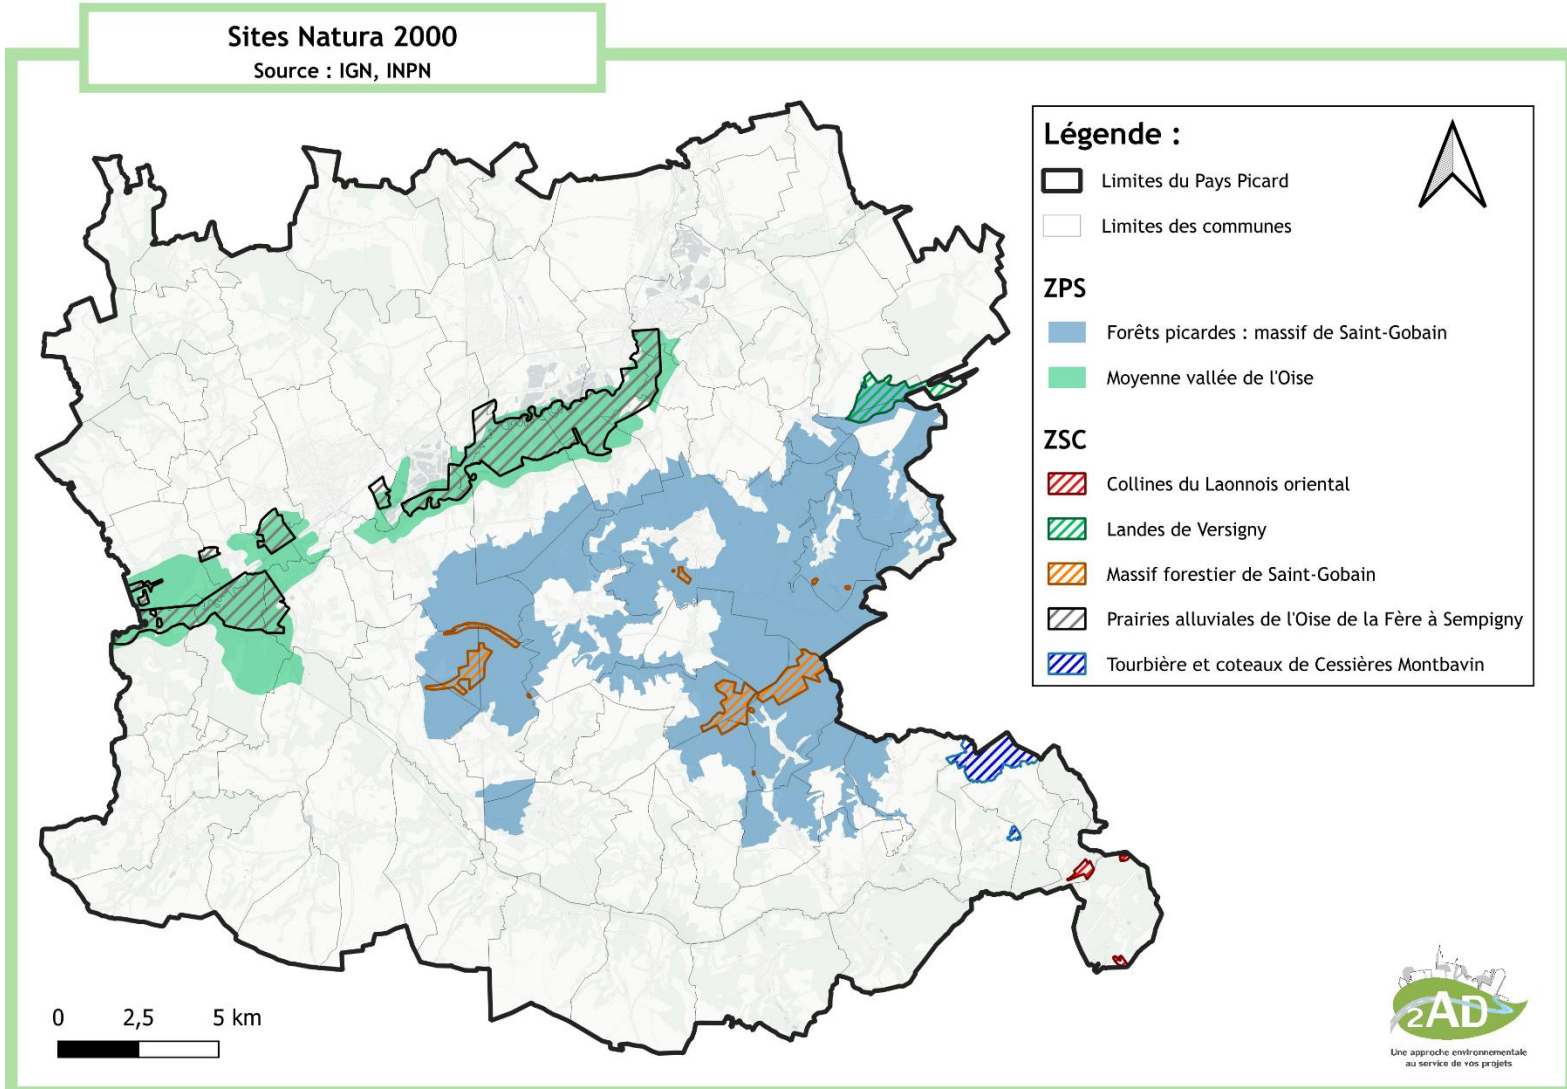 Sites Natura 2000
Source : IGN, INPN
Légende :
Limites du Pays Picard
Limites des communes
ZPS
Forêts picardes : massif de Saint-Gobain
Moyenne vallée de l'Oise
ZSC
Collines du Laonnois oriental
Landes de Versigny
Massif forestier de Saint-Gobain
Prairies alluviales de l'Oise de la Fère à Sempigny
Tourbière et coteaux de Cessières Montbavin
0 2,5 5 km
2AD
Une approche environnementale
au service de vos projets